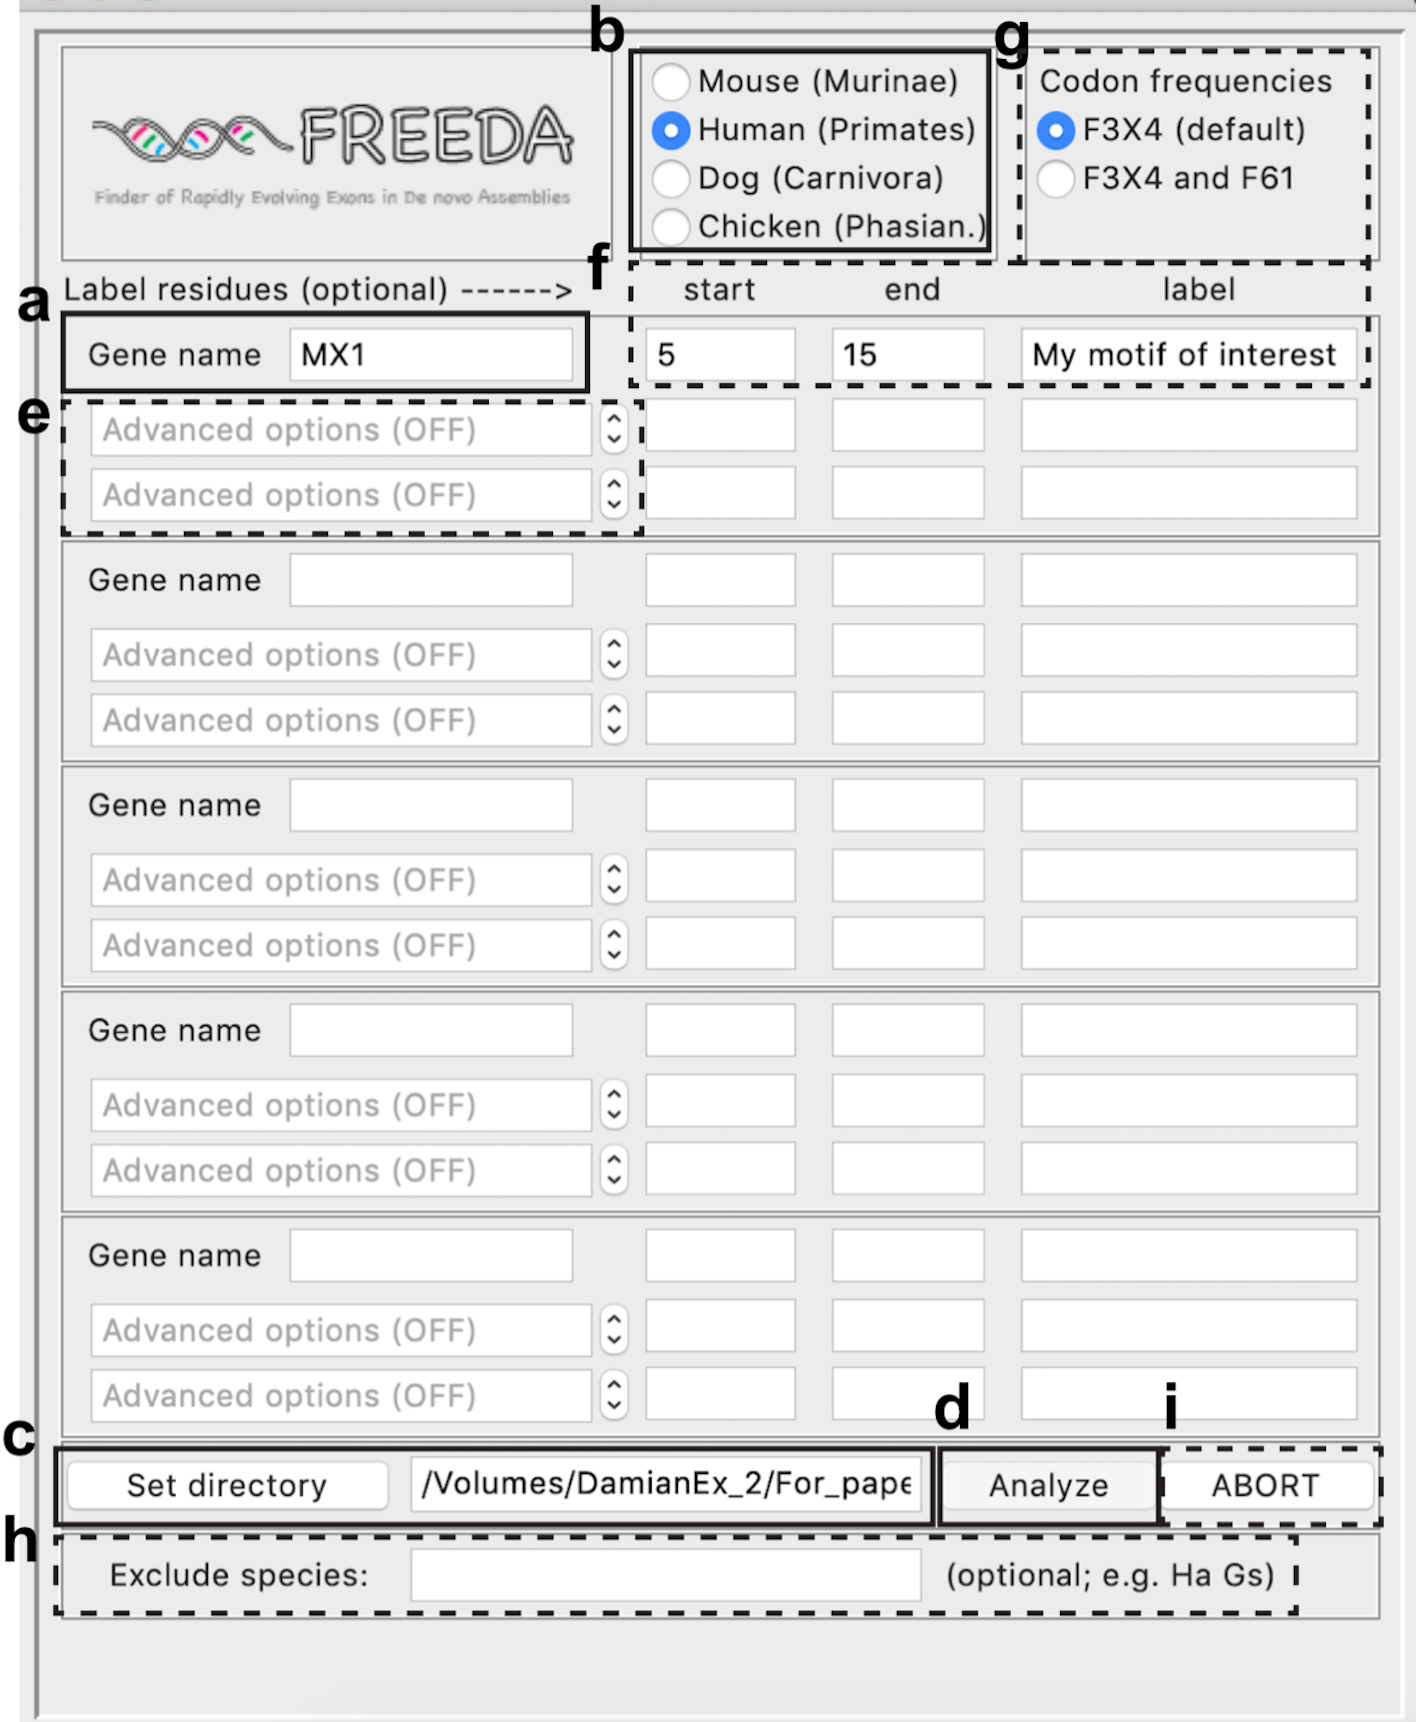 b
g
Mouse (Murinae)
Codon frequencies
Human (Primates)
F3X4 (default)
FREEDA
Finder of Rapidly Evolving Exons in De novo Assemblies
Dog (Carnivora)
F3X4 and F61
Chicken (Phasian.)
f
a
Label residues (optional) ------>
start
end
label
Gene name
MX1
5
15
My motif of interest
e
Advanced options (OFF)
Advanced options (OFF)
Gene name
Advanced options (OFF)
Advanced options (OFF)
Gene name
Advanced options (OFF)
Advanced options (OFF)
Gene name
Advanced options (OFF)
Advanced options (OFF)
Gene name
Advanced options (OFF)
Advanced options (OFF)
c
d
i
Set directory
/Volumes/DamianEx_2/For_pape
Analyze
ABORT
h
Exclude species:
(optional; e.g. Ha Gs)